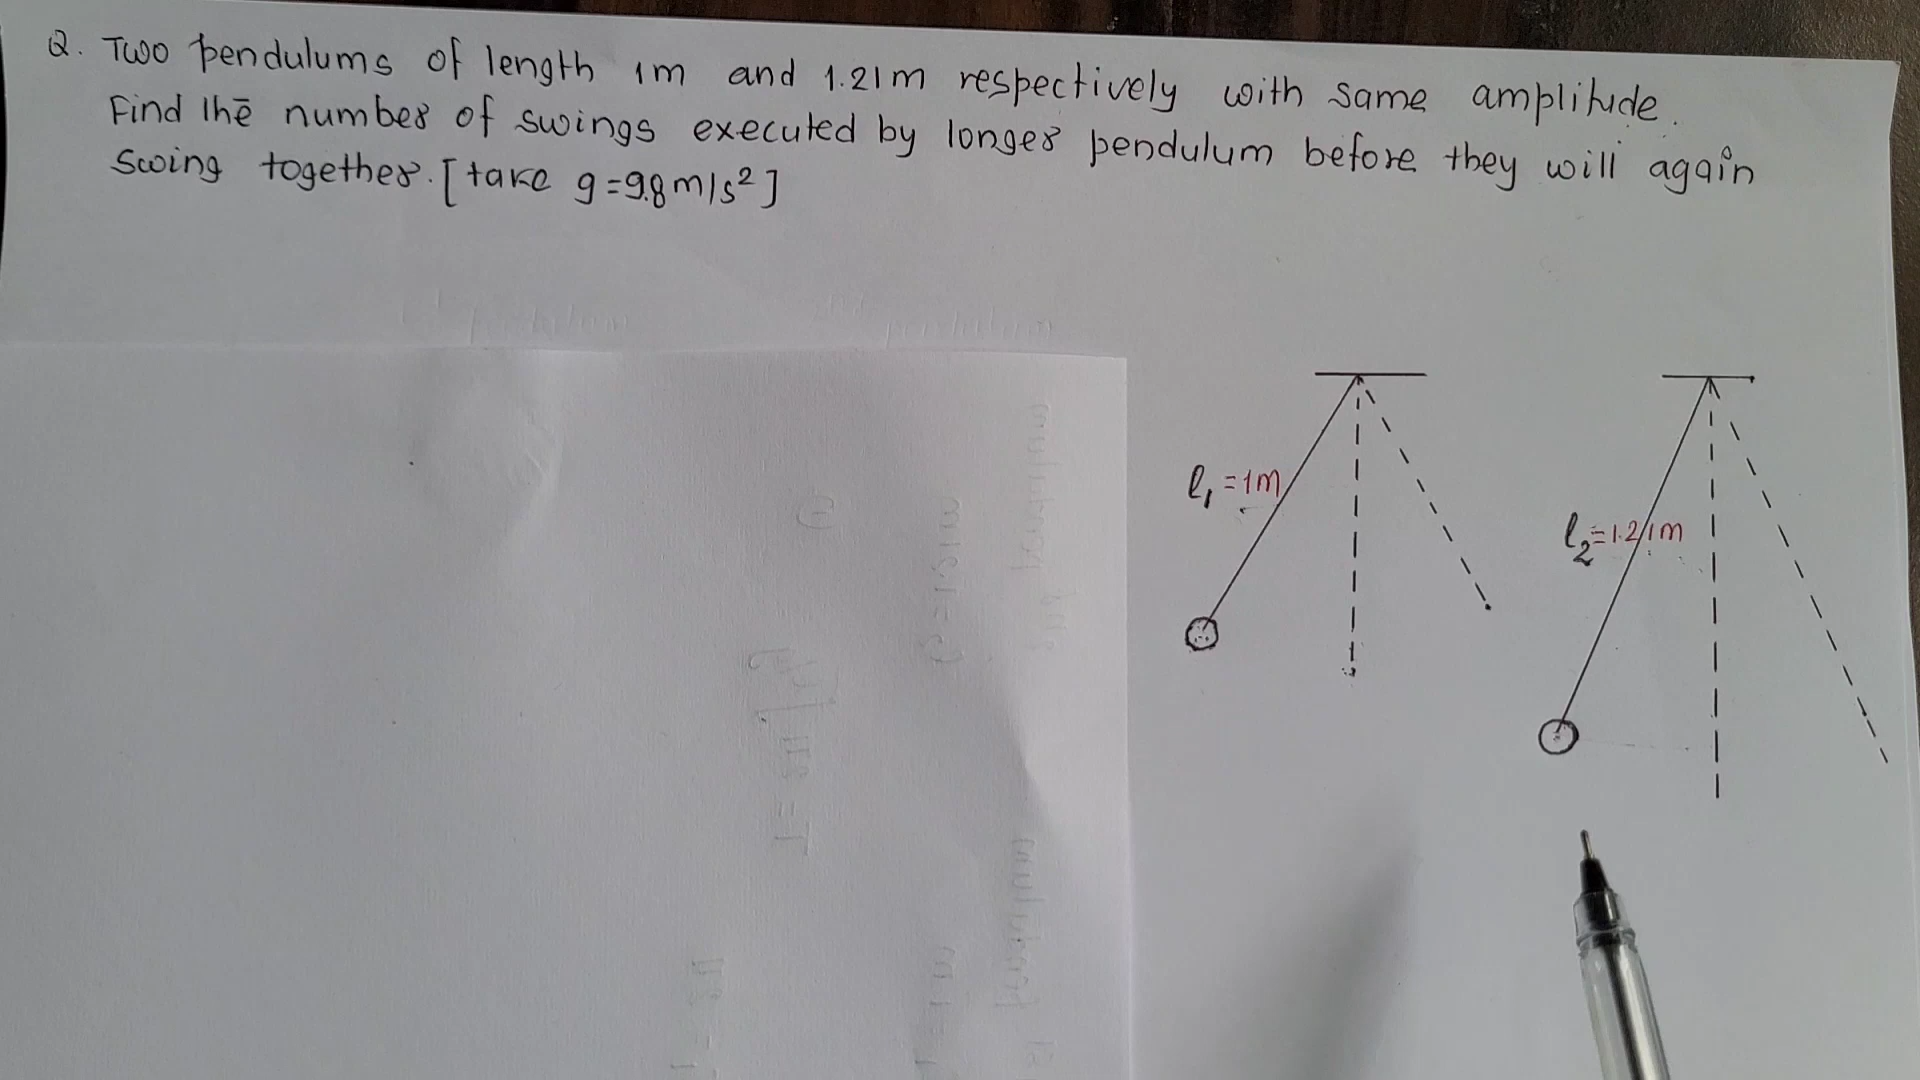 Q. Two pendulums of length 1m and 1.21m respectively with same amplitude.
Find the number of swings executed by longer pendulum before they will again
swing together. [take g=9.8m/s²]
l₁ =1m
l₂=1.21m